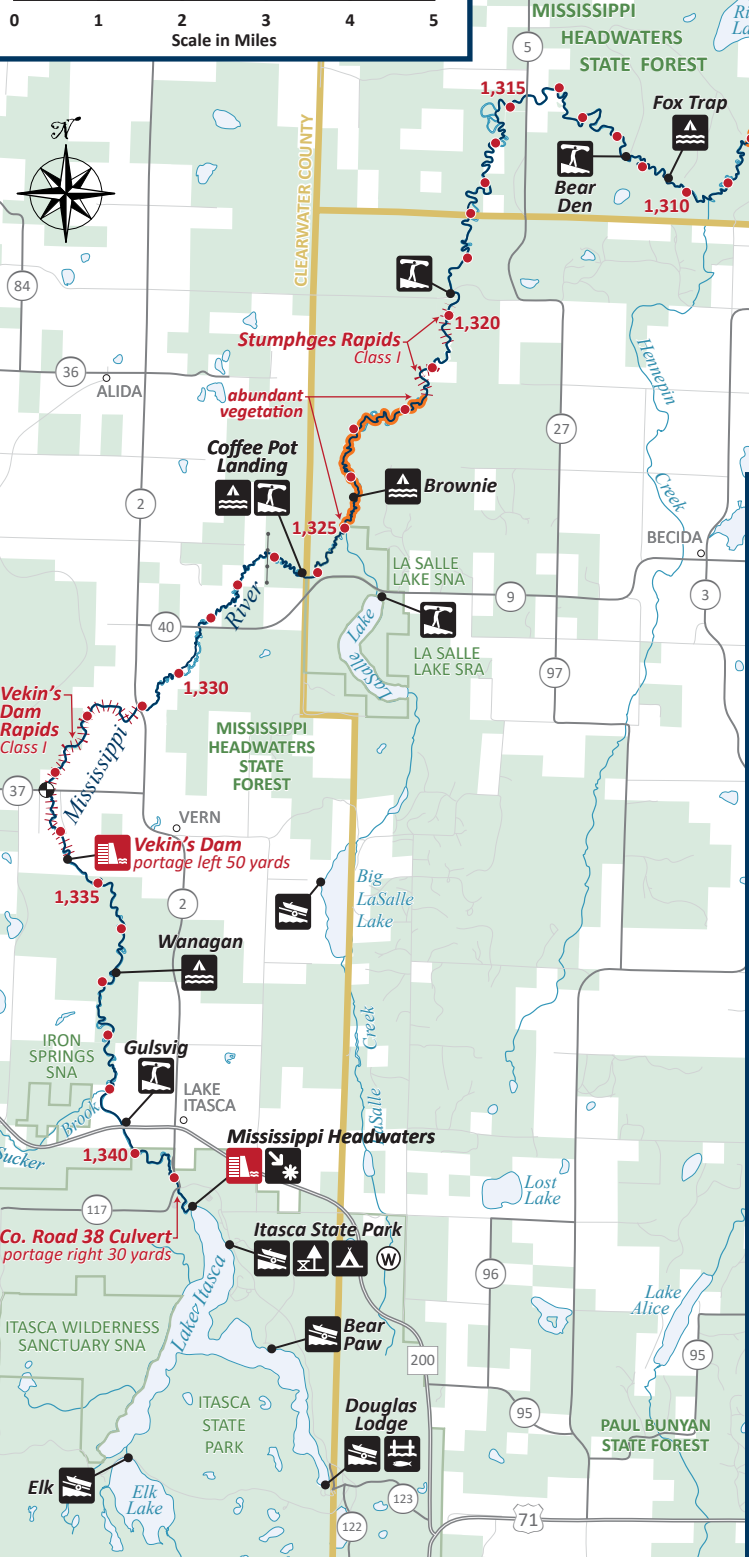 0 1 2 3 4 5
Scale in Miles
MISSISSIPPI
HEADWATERS
STATE FOREST
5
1,315
Fox Trap
N
Bear
Den
1,310
CLEARWATER COUNTY
84
1,320
Stumphges Rapids
Class I
36
ALIDA
abundant
vegetation
Hennepin
Creek
27
Coffee Pot
Landing
Brownie
2
1,325
BECIDA
LA SALLE
LAKE SNA
9
3
River
40
Lake
LaSalle
LA SALLE
LAKE SRA
97
1,330
Vekin's
Dam
Rapids
Class I
MISSISSIPPI
HEADWATERS
STATE
FOREST
Mississippi
37
VERN
Vekin's Dam
portage left 50 yards
1,335
Big
LaSalle
Lake
2
Wanagan
Creek
LaSalle
IRON
SPRINGS
SNA
Gulsvig
LAKE
ITASCA
Brook
Sucker
1,340
Mississippi Headwaters
Lost
Lake
117
Co. Road 38 Culvert
portage right 30 yards
Itasca State Park
W
96
Lake Itasca
Lake
Alice
ITASCA WILDERNESS
SANCTUARY SNA
Bear
Paw
200
95
ITASCA
STATE
PARK
Douglas
Lodge
95
PAUL BUNYAN
STATE FOREST
Elk
Elk
Lake
123
122
71